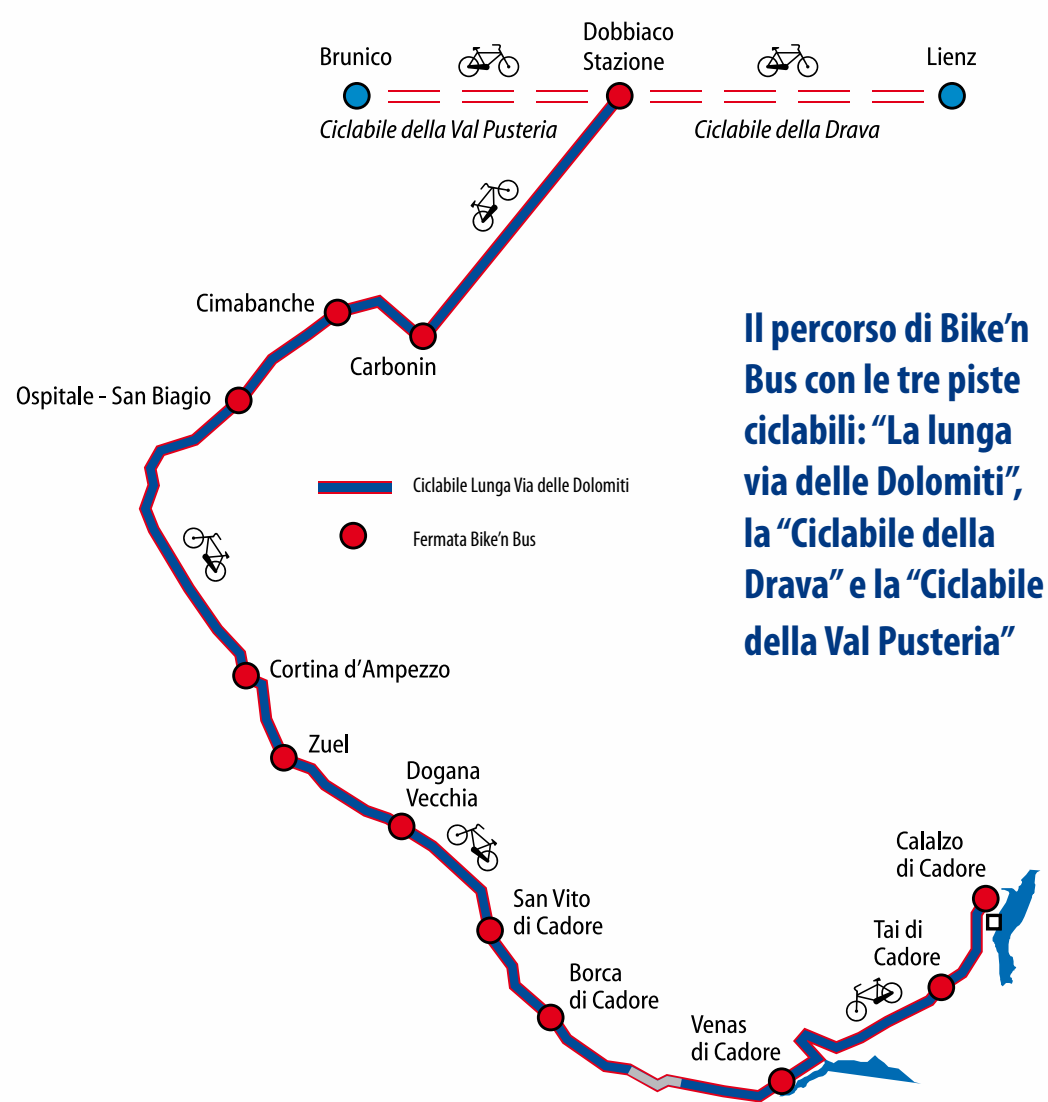 Brunico
Dobbiaco
Stazione
Lienz
Ciclabile della Val Pusteria
Ciclabile della Drava
Cimabanche
Carbonin
Ospitale - San Biagio
Il percorso di Bike’n
Bus con le tre piste
ciclabili: “La lunga
via delle Dolomiti”,
la “Ciclabile della
Drava” e la “Ciclabile
della Val Pusteria”
Ciclabile Lunga Via delle Dolomiti
Fermata Bike’n Bus
Cortina d’Ampezzo
Zuel
Dogana
Vecchia
San Vito
di Cadore
Borca
di Cadore
Venas
di Cadore
Tai di
Cadore
Calalzo
di Cadore